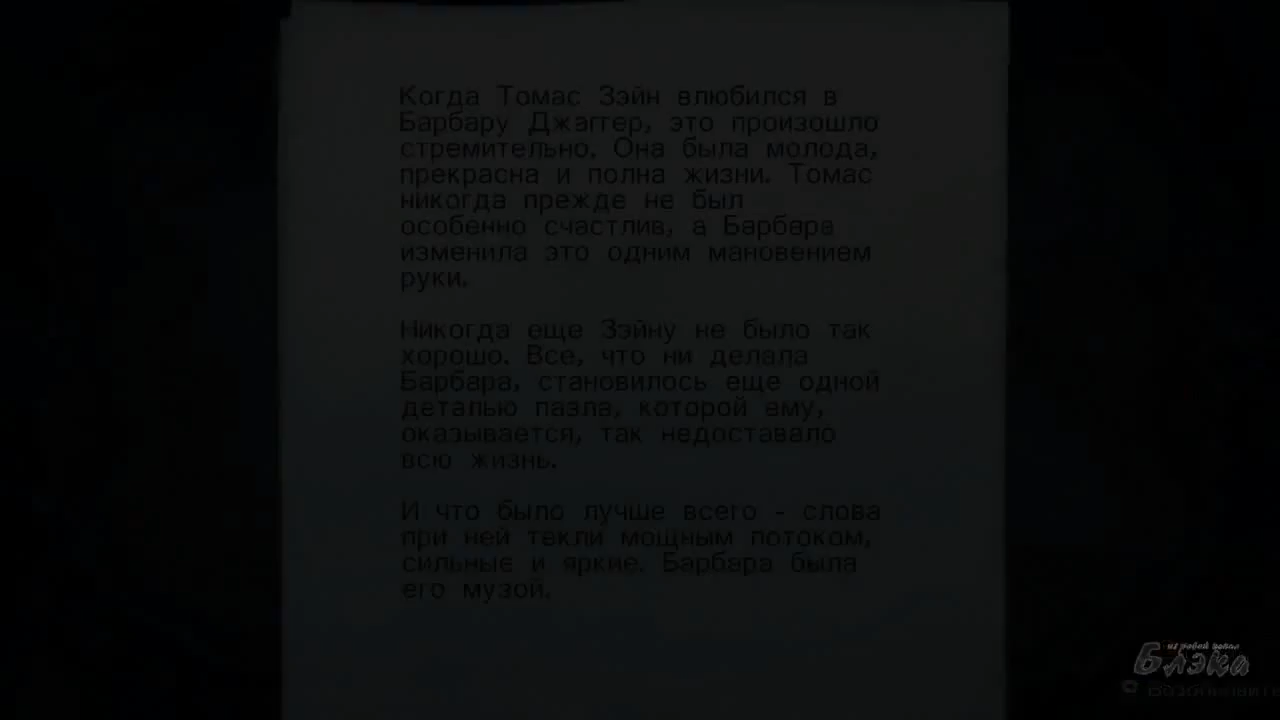 Когда Томас Зэйн влюбился в
Барбару Джаггер, это произошло
стремительно. Она была молода,
прекрасна и полна жизни. Томас
никогда прежде не был
особенно счастлив, а Барбара
изменила это одним мановением
руки.
Никогда еще Зэйну не было так
хорошо. Все, что ни делала
Барбара, становилось еще одной
деталью пазла, которой ему,
оказывается, так недоставало
всю жизнь.
И что было лучше всего - слова
при ней текли мощным потоком,
сильные и яркие. Барбара была
его музой.
игровой канал
Блэка